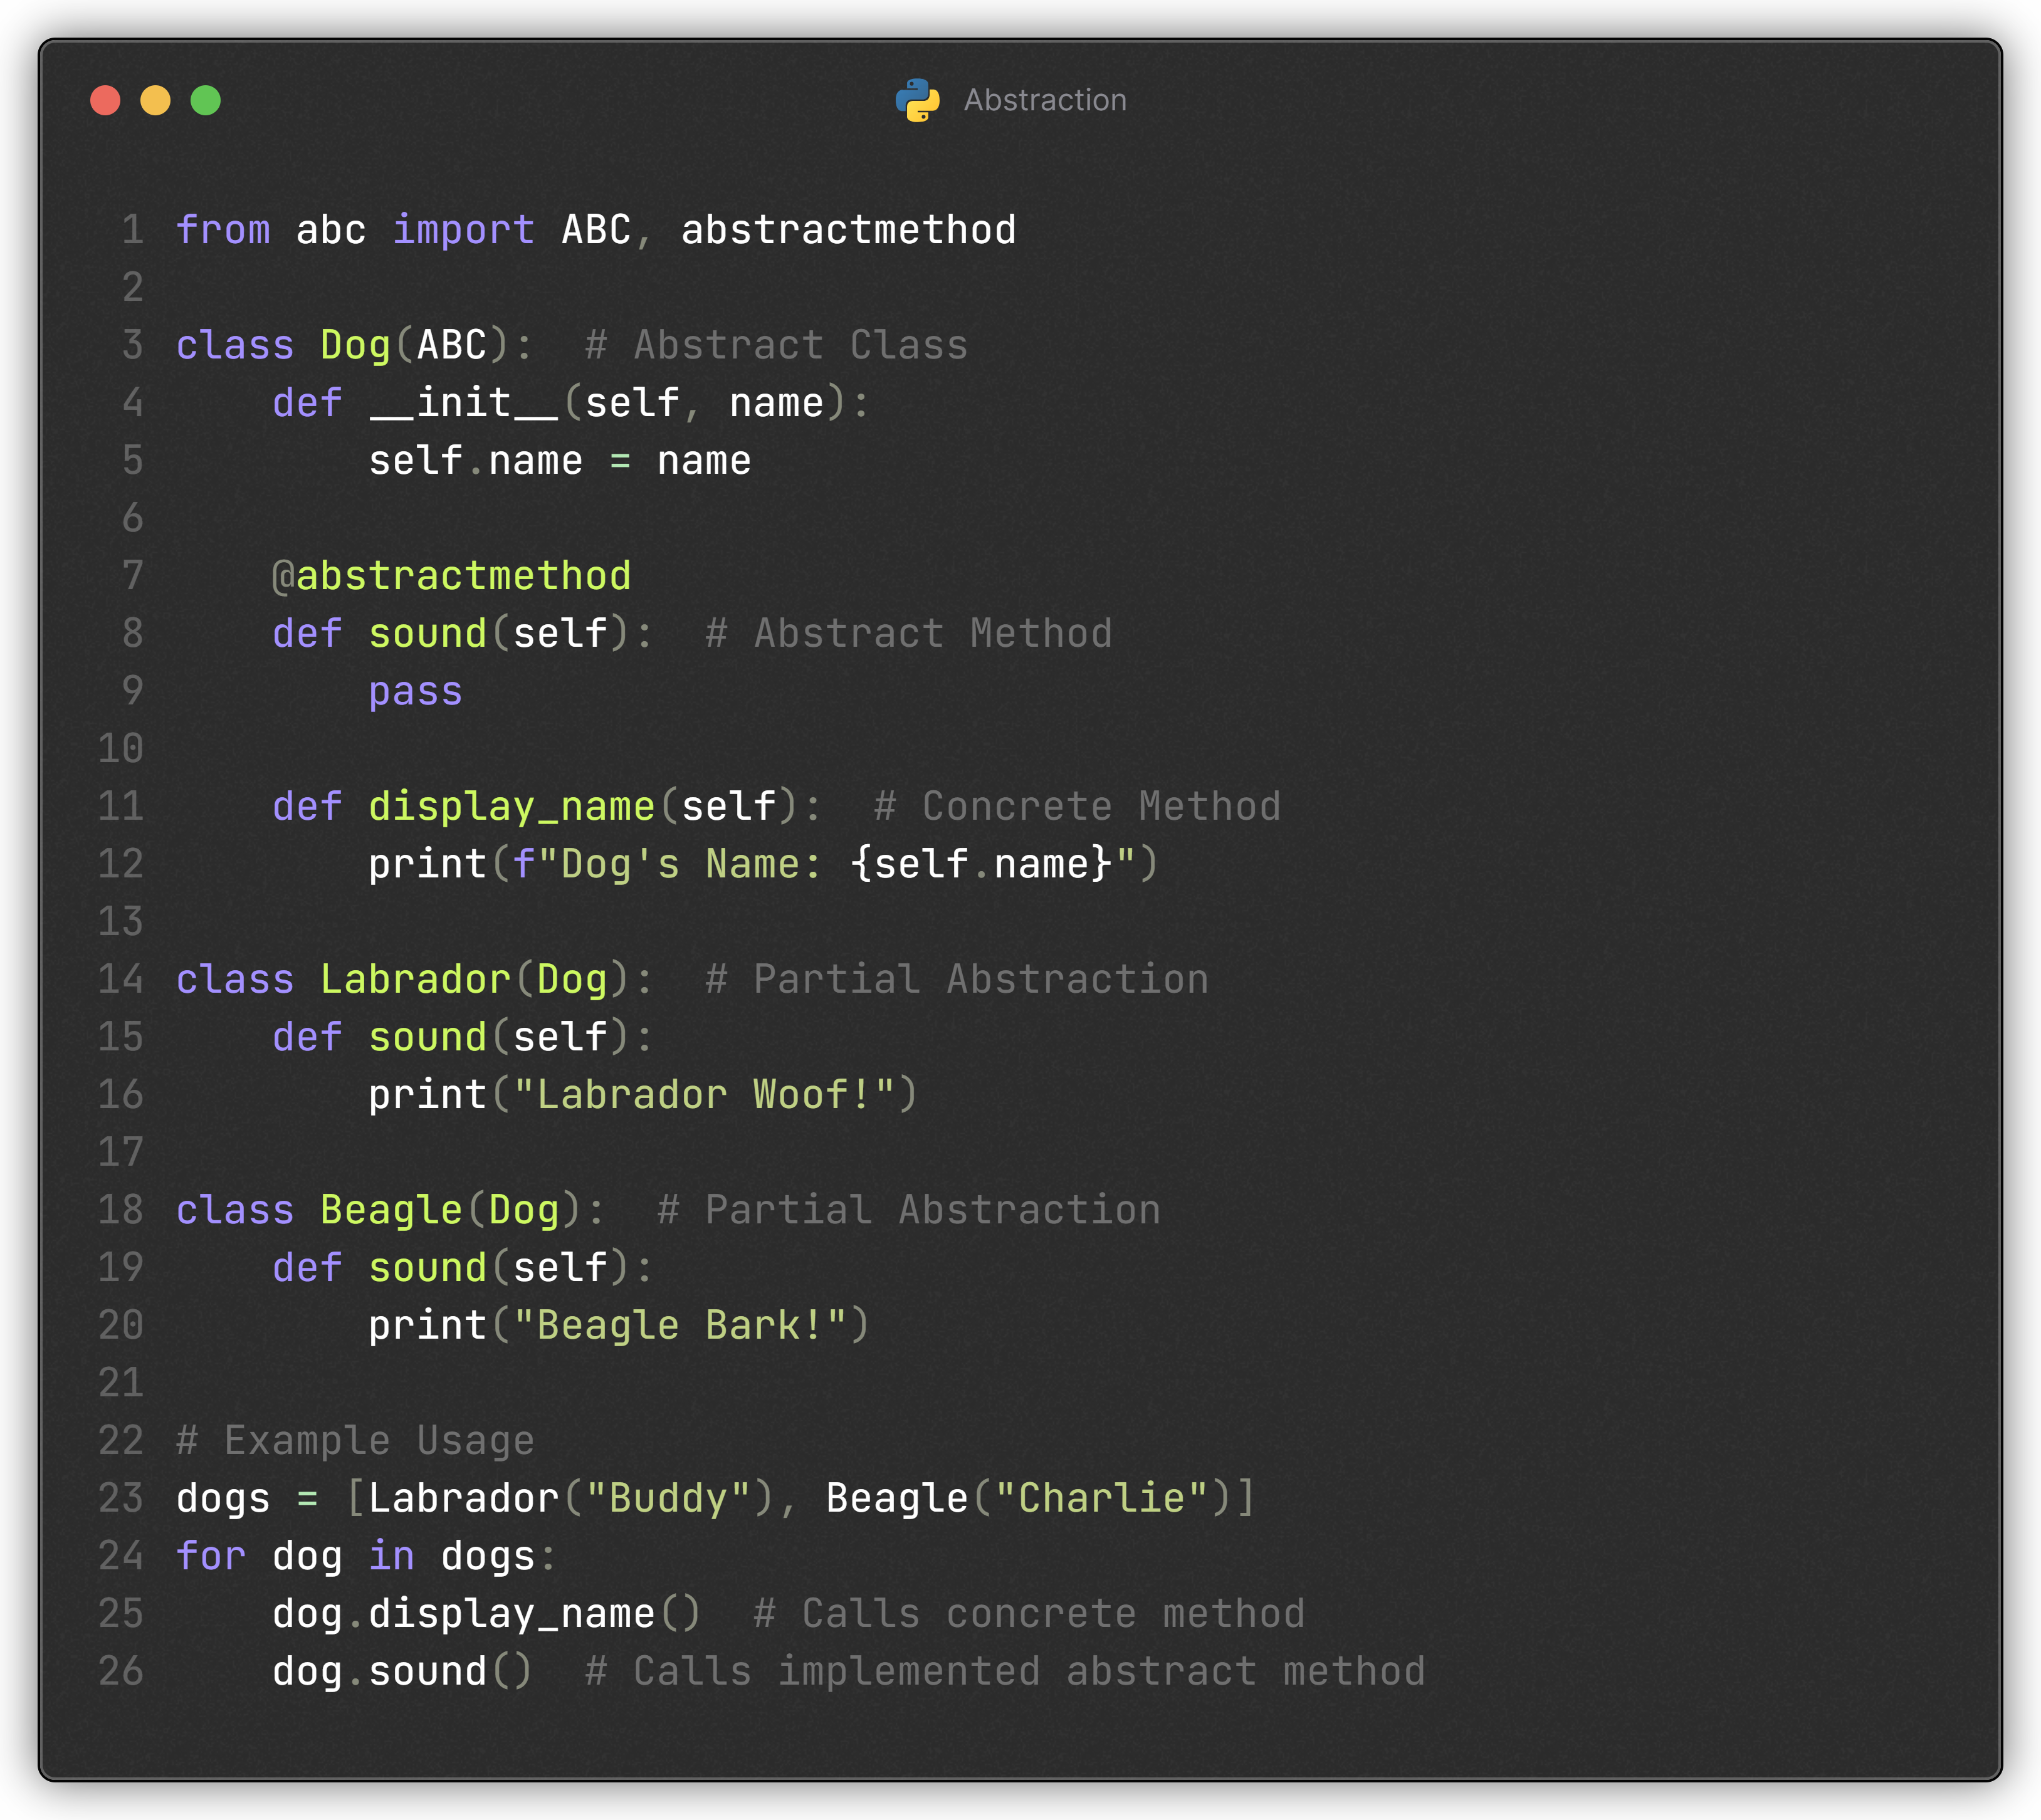 Abstraction
1 from abc import ABC, abstractmethod
2
3 class Dog(ABC):  # Abstract Class
4     def __init__(self, name):
5         self.name = name
6
7     @abstractmethod
8     def sound(self):  # Abstract Method
9         pass
10
11     def display_name(self):  # Concrete Method
12         print(f"Dog's Name: {self.name}")
13
14 class Labrador(Dog):  # Partial Abstraction
15     def sound(self):
16         print("Labrador Woof!")
17
18 class Beagle(Dog):  # Partial Abstraction
19     def sound(self):
20         print("Beagle Bark!")
21
22 # Example Usage
23 dogs = [Labrador("Buddy"), Beagle("Charlie")]
24 for dog in dogs:
25     dog.display_name()  # Calls concrete method
26     dog.sound()  # Calls implemented abstract method